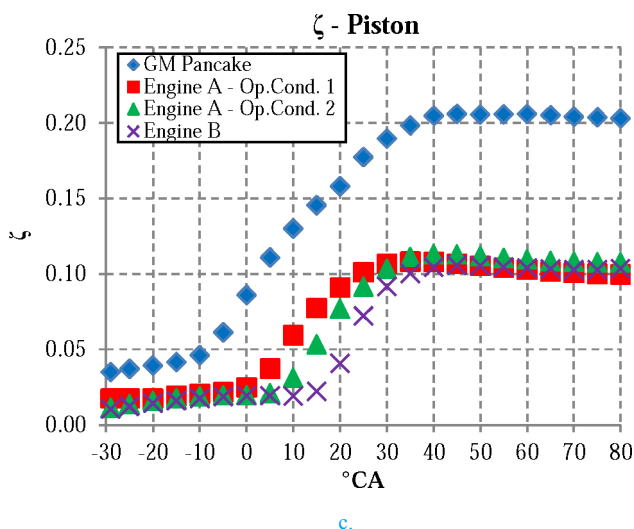 ζ - Piston
0.25
0.20
0.15
0.10
0.05
0.00
ζ
GM Pancake
Engine A - Op.Cond. 1
Engine A - Op.Cond. 2
Engine B
-30 -20 -10 0 10 20 30 40 50 60 70 80
°CA
c.